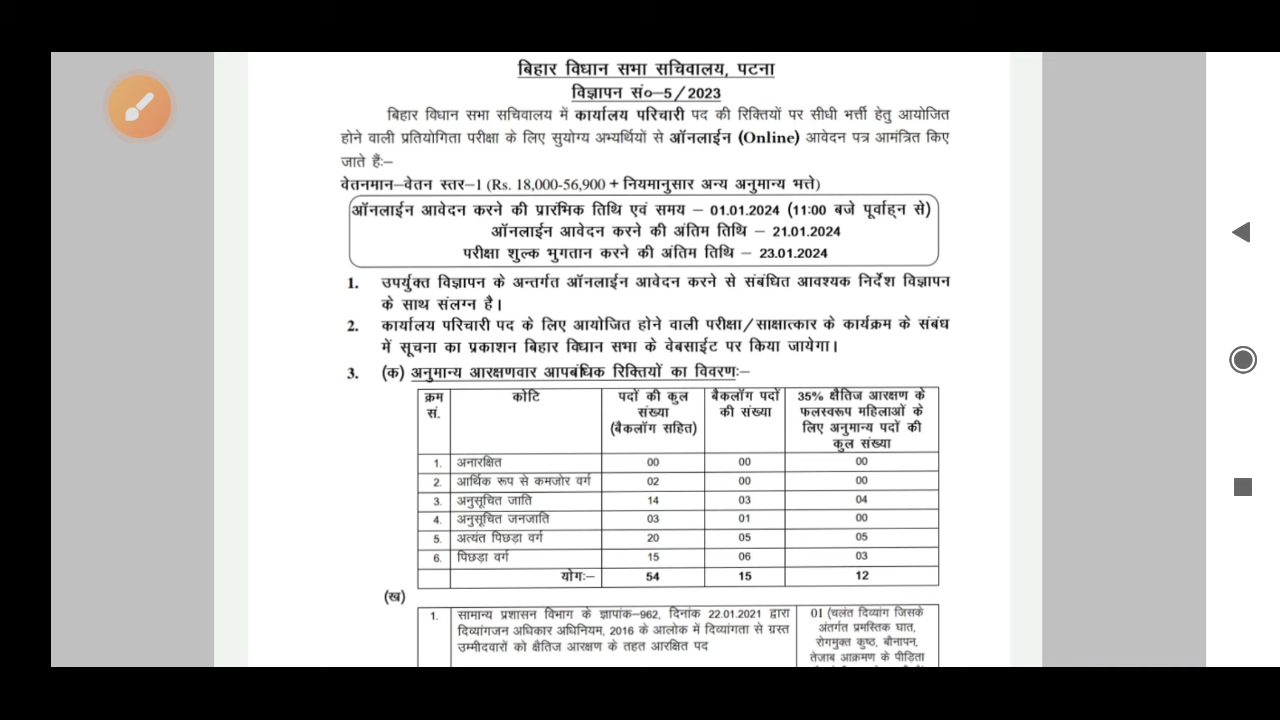 बिहार विधान सभा सचिवालय, पटना
विज्ञापन सं०–5/2023
बिहार विधान सभा सचिवालय में कार्यालय परिचारी पद की रिक्तियों पर सीधी भर्ती हेतु आयोजित
होने वाली प्रतियोगिता परीक्षा के लिए सुयोग्य अभ्यर्थियों से ऑनलाईन (Online) आवेदन पत्र आमंत्रित किए
जाते हैं:–
वेतनमान–वेतन स्तर–1 (Rs. 18,000-56,900 + नियमानुसार अन्य अनुमान्य भत्ते)
ऑनलाईन आवेदन करने की प्रारंभिक तिथि एवं समय – 01.01.2024 (11:00 बजे पूर्वाह्न से)
ऑनलाईन आवेदन करने की अंतिम तिथि – 21.01.2024
परीक्षा शुल्क भुगतान करने की अंतिम तिथि – 23.01.2024
1. उपर्युक्त विज्ञापन के अन्तर्गत ऑनलाईन आवेदन करने से संबंधित आवश्यक निर्देश विज्ञापन
के साथ संलग्न है।
2. कार्यालय परिचारी पद के लिए आयोजित होने वाली परीक्षा/साक्षात्कार के कार्यक्रम के संबंध
में सूचना का प्रकाशन बिहार विधान सभा के वेबसाईट पर किया जायेगा।
3. (क) अनुमान्य आरक्षणवार आपबंधिक रिक्तियों का विवरण:–
क्रम सं. कोटि पदों की कुल संख्या (बैकलॉग सहित) बैकलॉग पदों की संख्या 35% क्षैतिज आरक्षण के फलस्वरूप महिलाओं के लिए अनुमान्य पदों की कुल संख्या
1. अनारक्षित 00 00 00
2. आर्थिक रूप से कमजोर वर्ग 02 00 00
3. अनुसूचित जाति 14 03 04
4. अनुसूचित जनजाति 03 01 00
5. अत्यंत पिछड़ा वर्ग 20 05 05
6. पिछड़ा वर्ग 15 06 03
योग:– 54 15 12
(ख)
1. सामान्य प्रशासन विभाग के ज्ञापांक–962, दिनांक 22.01.2021 द्वारा
दिव्यांगजन अधिकार अधिनियम, 2016 के आलोक में दिव्यांगता से ग्रस्त
उम्मीदवारों को क्षैतिज आरक्षण के तहत आरक्षित पद
01 (चलंत दिव्यांग जिसके
अंतर्गत प्रमस्तिक घात,
रोगमुक्त कुष्ठ, बौनापन,
तेजाब आक्रमण के पीड़िता